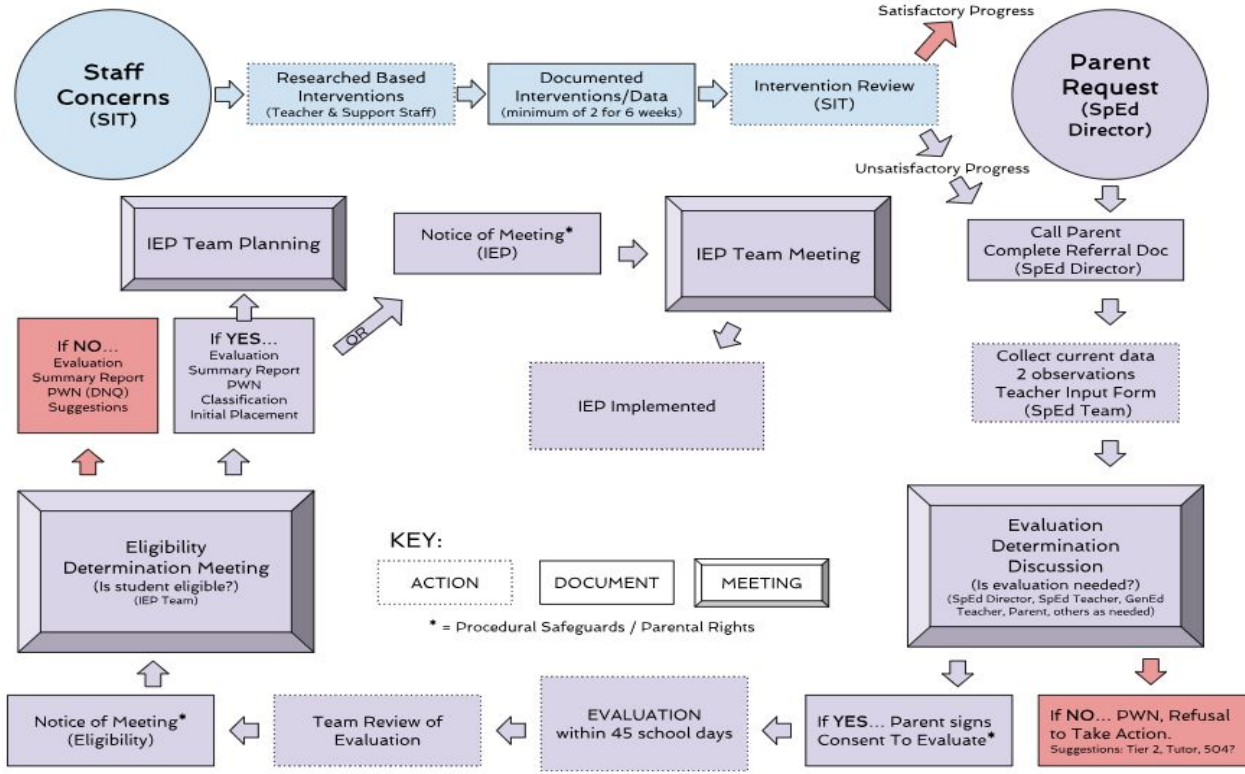 Satisfactory Progress
Staff
Concerns
(SIT)
Researched Based
Interventions
(Teacher & Support Staff)
Documented
Interventions/Data
(minimum of 2 for 6 weeks)
Intervention Review
(SIT)
Parent
Request
(SpEd
Director)
Unsatisfactory Progress
IEP Team Planning
Notice of Meeting*
(IEP)
IEP Team Meeting
Call Parent
Complete Referral Doc
(SpEd Director)
If NO...
Evaluation
Summary Report
PWN (DNQ)
Suggestions
If YES...
Evaluation
Summary Report
PWN
Classification
Initial Placement
OR
IEP Implemented
Collect current data
2 observations
Teacher Input Form
(SpEd Team)
Eligibility
Determination Meeting
(Is student eligible?)
(IEP Team)
KEY:
ACTION
DOCUMENT
MEETING
* = Procedural Safeguards / Parental Rights
Evaluation
Determination
Discussion
(Is evaluation needed?)
(SpEd Director, SpEd Teacher, GenEd
Teacher, Parent, others as needed)
Notice of Meeting*
(Eligibility)
Team Review of
Evaluation
EVALUATION
within 45 school days
If YES... Parent signs
Consent To Evaluate*
If NO... PWN, Refusal
to Take Action.
Suggestions: Tier 2, Tutor, 504?